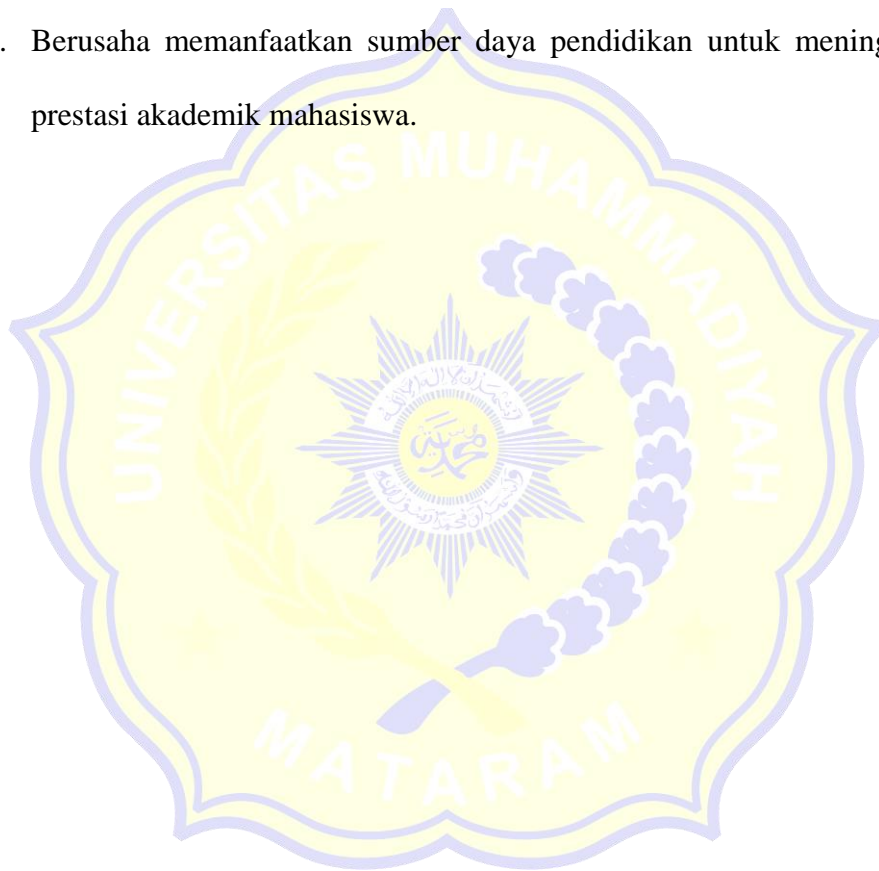 . Berusaha memanfaatkan sumber daya pendidikan untuk mening
prestasi akademik mahasiswa.
UNIVERSITAS MUHAMMADIYAH
MATARAM